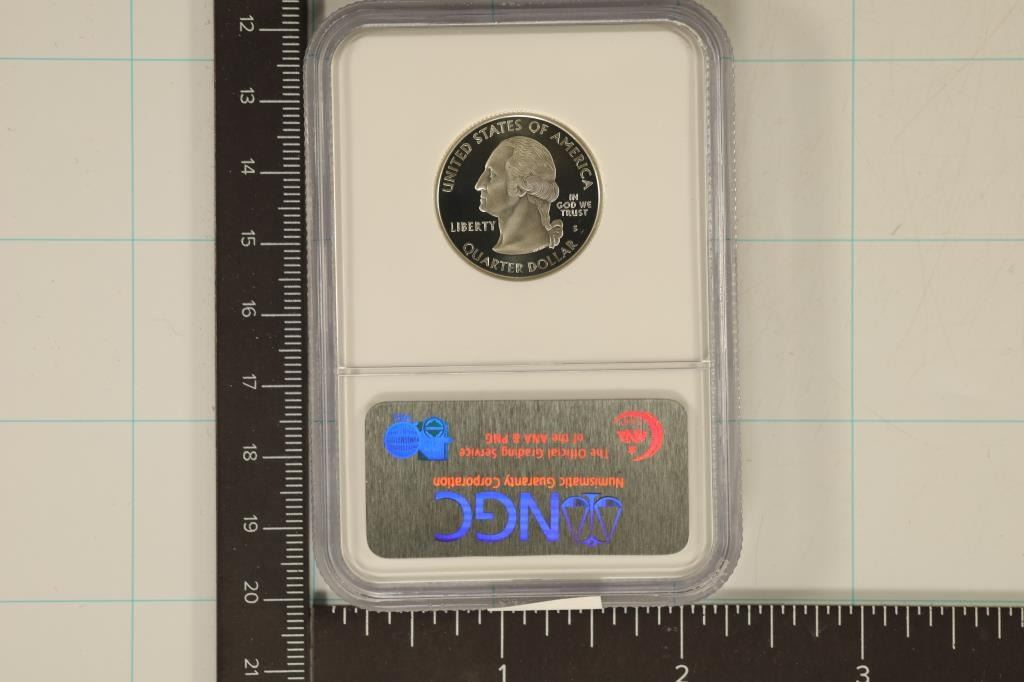 UNITED STATES OF AMERICA
LIBERTY
IN
GOD WE
TRUST
S
QUARTER DOLLAR
NGC
Numismatic Guaranty Corporation
The Official Grading Service
of the ANA & PNG
12
13
14
15
16
17
18
19
20
21
1
2
3